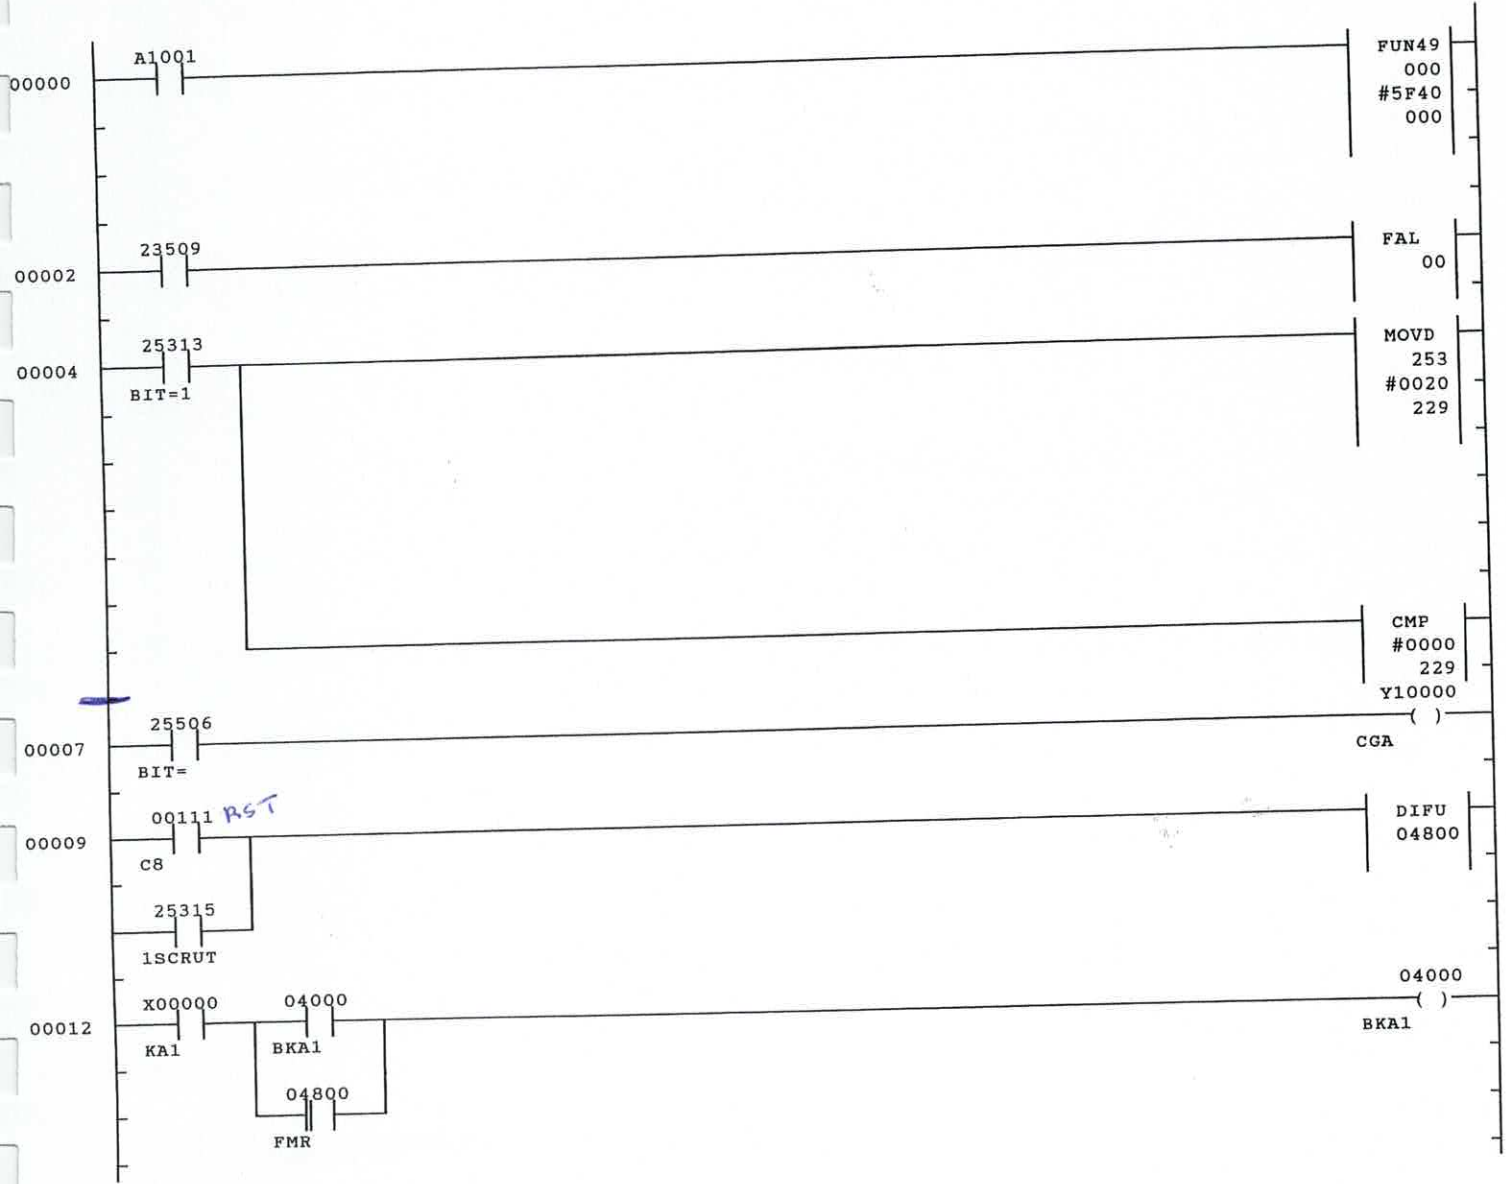 A1001
FUN49
00000
000
#5F40
000
23509
FAL
00002
00
25313
MOVD
00004
253
BIT=1
#0020
229
CMP
#0000
229
Y10000
25506
( )
00007
CGA
BIT=
00111 RST
DIFU
00009
04800
C8
25315
1SCRUT
04000
X00000 04000
( )
00012
BKA1
KA1 BKA1
04800
FMR